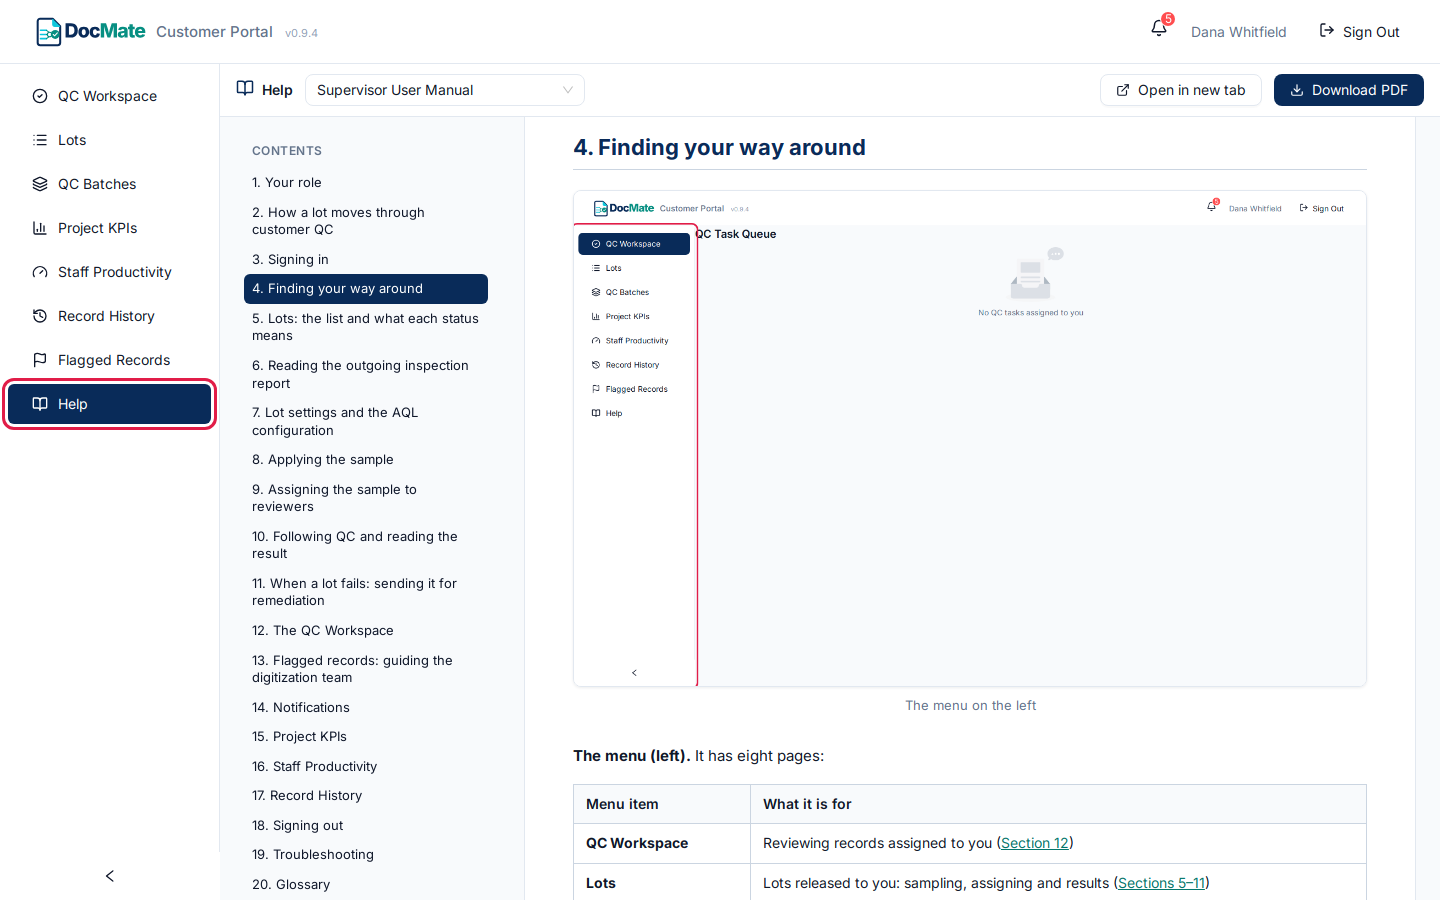 DocMate Customer Portal v0.9.4
5
Dana Whitfield
Sign Out
QC Workspace
Lots
QC Batches
Project KPIs
Staff Productivity
Record History
Flagged Records
Help
Help
Supervisor User Manual
Open in new tab
Download PDF
CONTENTS
1. Your role
2. How a lot moves through
customer QC
3. Signing in
4. Finding your way around
5. Lots: the list and what each status
means
6. Reading the outgoing inspection
report
7. Lot settings and the AQL
configuration
8. Applying the sample
9. Assigning the sample to
reviewers
10. Following QC and reading the
result
11. When a lot fails: sending it for
remediation
12. The QC Workspace
13. Flagged records: guiding the
digitization team
14. Notifications
15. Project KPIs
16. Staff Productivity
17. Record History
18. Signing out
19. Troubleshooting
20. Glossary
4. Finding your way around
DocMate Customer Portal v0.9.4
5
Dana Whitfield
Sign Out
QC Workspace
Lots
QC Batches
Project KPIs
Staff Productivity
Record History
Flagged Records
Help
QC Task Queue
No QC tasks assigned to you
The menu on the left
The menu (left). It has eight pages:
Menu item What it is for
QC Workspace Reviewing records assigned to you (Section 12)
Lots Lots released to you: sampling, assigning and results (Sections 5–11)